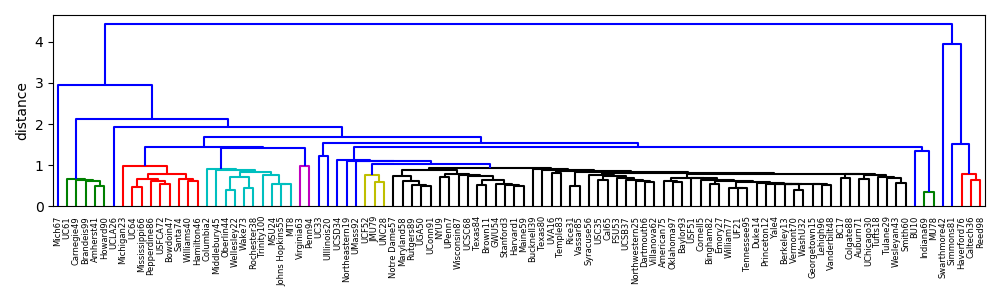 4
3
2
1
0
distance
Mich67
UC61
Carnegie49
Brandeis99
Amherst41
Howard90
UCLA26
Michigan23
UC64
Mississippi66
Pepperdine86
USFCA72
Bowdoin47
Santa74
Williams40
Hamilton46
Columbia2
Middlebury45
Oberlin44
Wellesley22
Wake73
Rochester38
Trinity100
MSU24
Johns Hopkins55
MIT8
Virginia63
Penn94
UC33
UIllinois20
UCSD34
Northeastern19
UMass92
UCF52
JMU79
UNC28
Notre Dame57
Maryland58
Rutgers89
UGA50
UConn91
NYU9
UPenn7
Wisconsin87
UCSC68
Texas84
Brown11
GWU54
Stanford3
Harvard1
Maine59
Bucknell39
Texas80
UVA16
Temple83
Rice31
Vassar85
Syracuse56
USC35
Cal65
FSU53
UCSB37
Northwestern25
Dartmouth6
Villanova62
American75
Oklahoma97
Baylor93
USF51
Cornell5
Bingham82
Emory27
William77
UF21
Tennessee95
Duke14
Princeton12
Yale4
Berkeley13
Vermont70
WashU32
Georgetown15
Lehigh96
Vanderbilt48
BC17
Colgate88
Auburn71
UChicago30
Tufts18
Tulane29
Wesleyan43
Smith60
BU10
Indiana69
MU78
Swarthmore42
Simmons81
Haverford76
Caltech36
Reed98